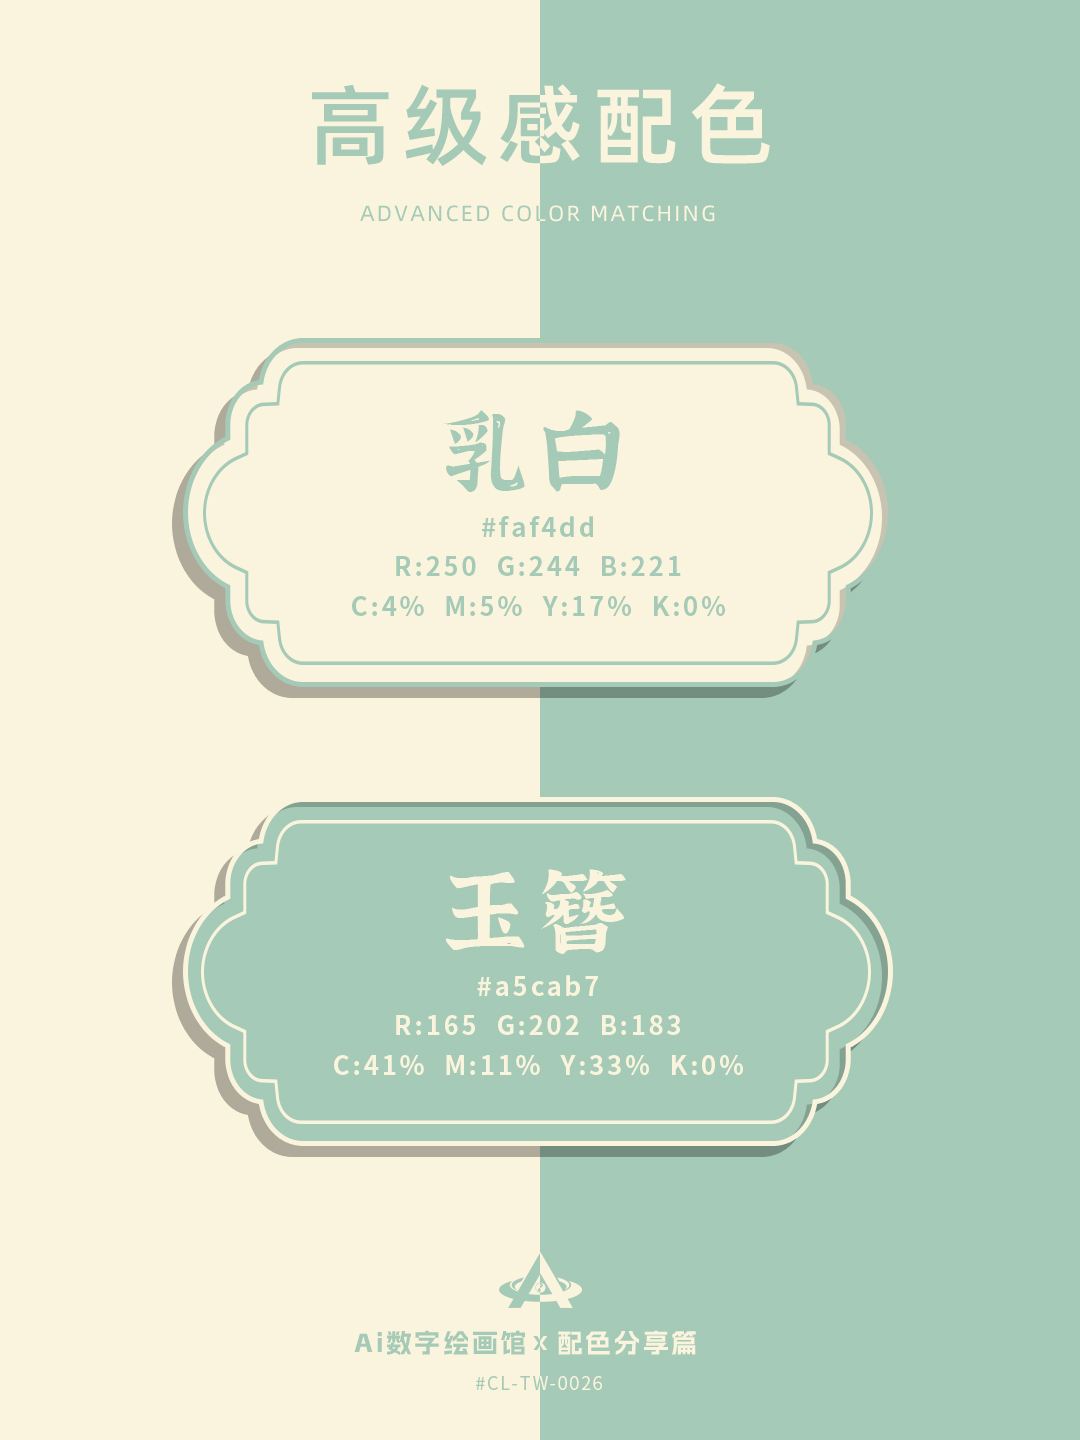 高级感配色
ADVANCED COLOR MATCHING
乳白
#faf4dd
R:250 G:244 B:221
C:4% M:5% Y:17% K:0%
玉簪
#a5cab7
R:165 G:202 B:183
C:41% M:11% Y:33% K:0%
Ai数字绘画馆 x 配色分享篇
#CL-TW-0026